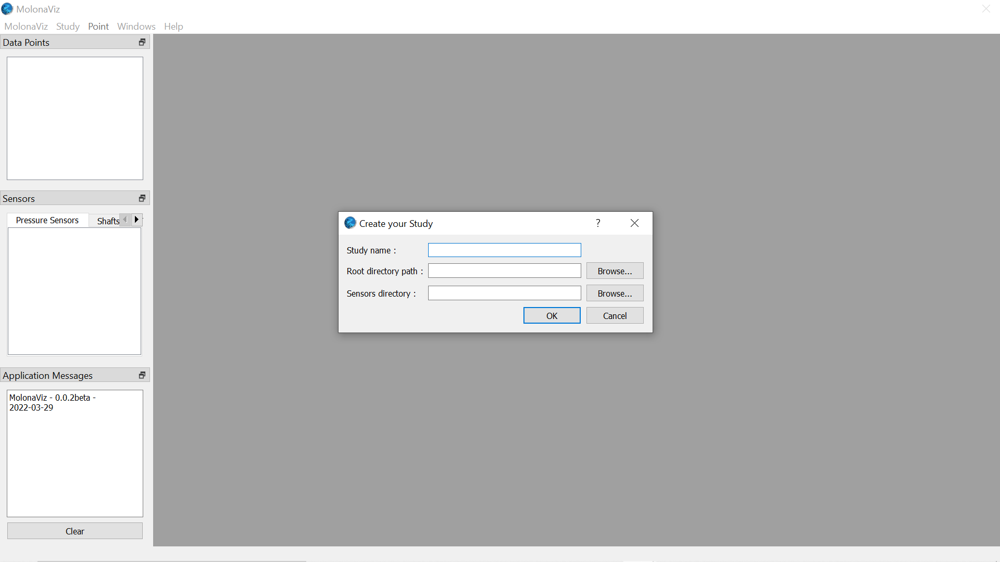 MolonaViz
MolonaViz Study Point Windows Help
Data Points
Sensors
Pressure Sensors Shafts
Application Messages
MolonaViz - 0.0.2beta -
2022-03-29
Clear
Create your Study ?
Study name :
Root directory path : Browse...
Sensors directory : Browse...
OK Cancel